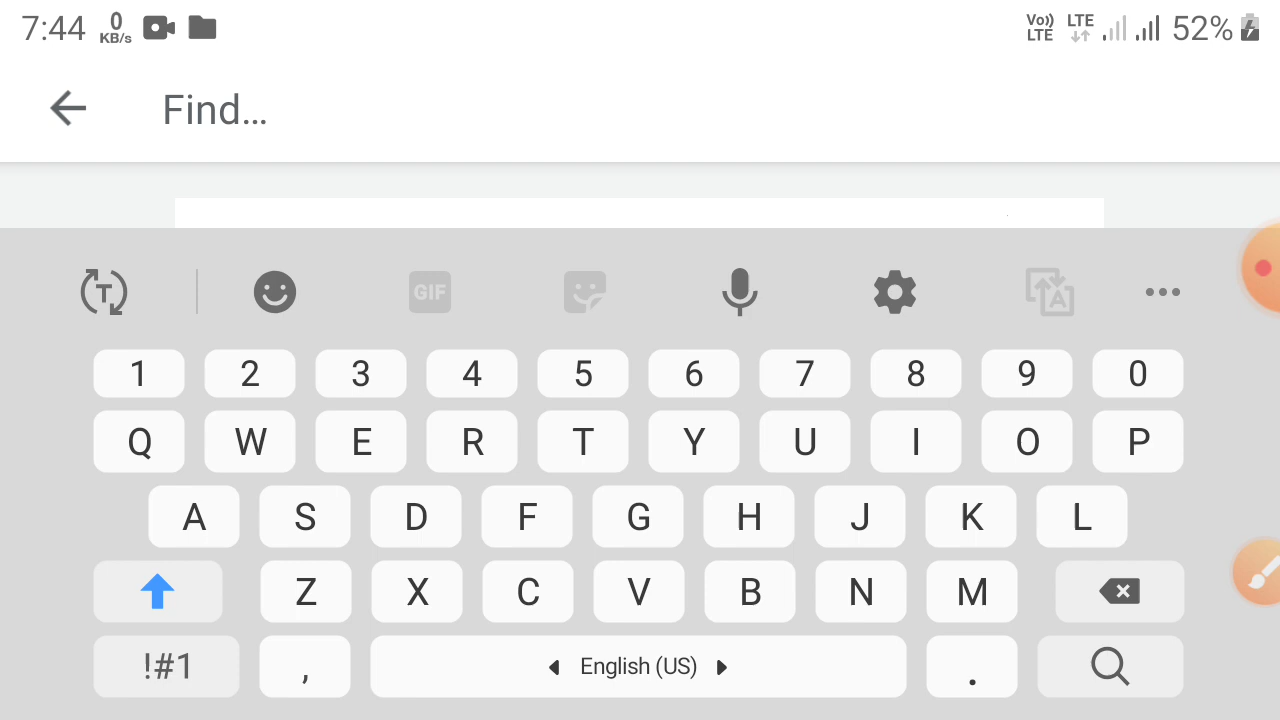 7:44 0 KB/s Vo)) LTE LTE 52%
Find...
T GIF A
1 2 3 4 5 6 7 8 9 0
Q W E R T Y U I O P
A S D F G H J K L
Z X C V B N M
!#1 , English (US) .